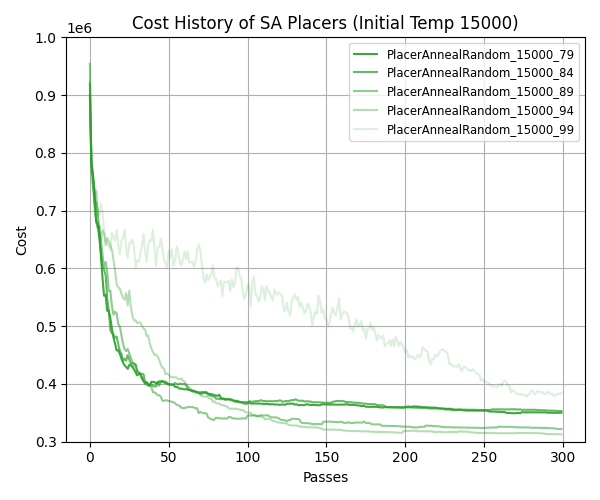 Cost History of SA Placers (Initial Temp 15000)
1e6
PlacerAnnealRandom_15000_79
PlacerAnnealRandom_15000_84
PlacerAnnealRandom_15000_89
PlacerAnnealRandom_15000_94
PlacerAnnealRandom_15000_99
1.0
0.9
0.8
0.7
0.6
0.5
0.4
0.3
Cost
0 50 100 150 200 250 300
Passes